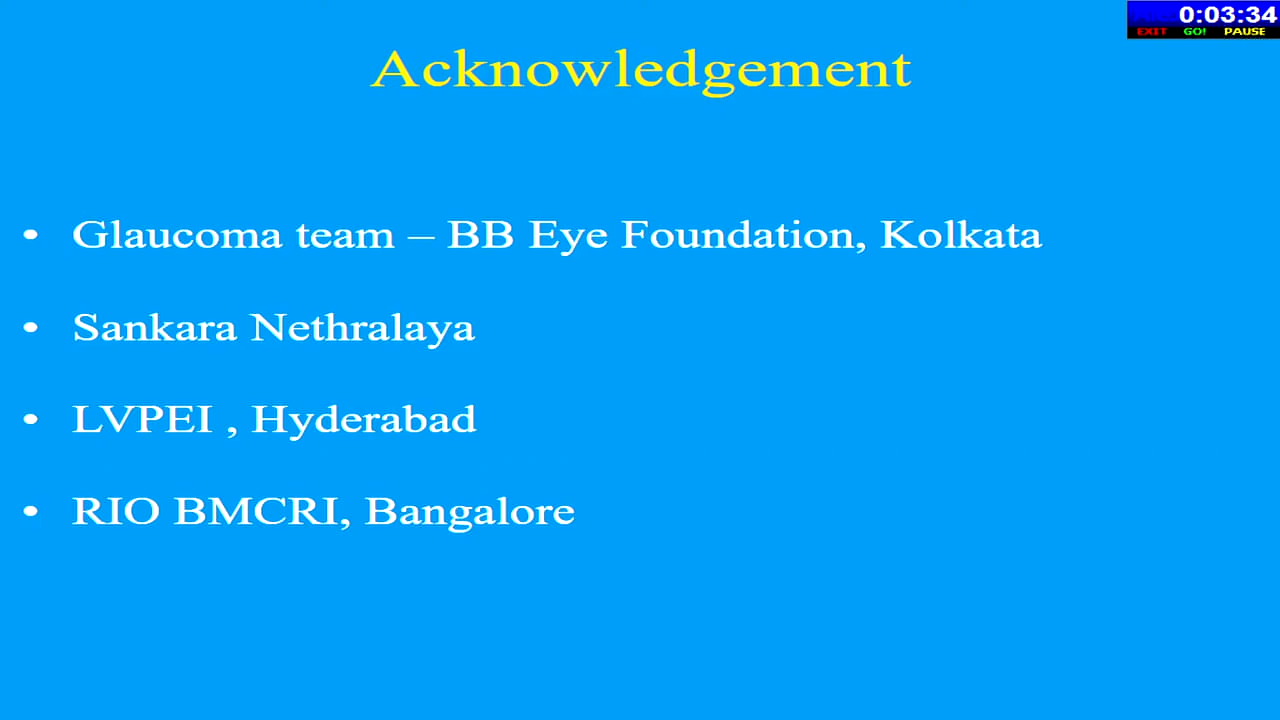 0:03:34
EXIT GO! PAUSE
Acknowledgement
• Glaucoma team – BB Eye Foundation, Kolkata
• Sankara Nethralaya
• LVPEI , Hyderabad
• RIO BMCRI, Bangalore